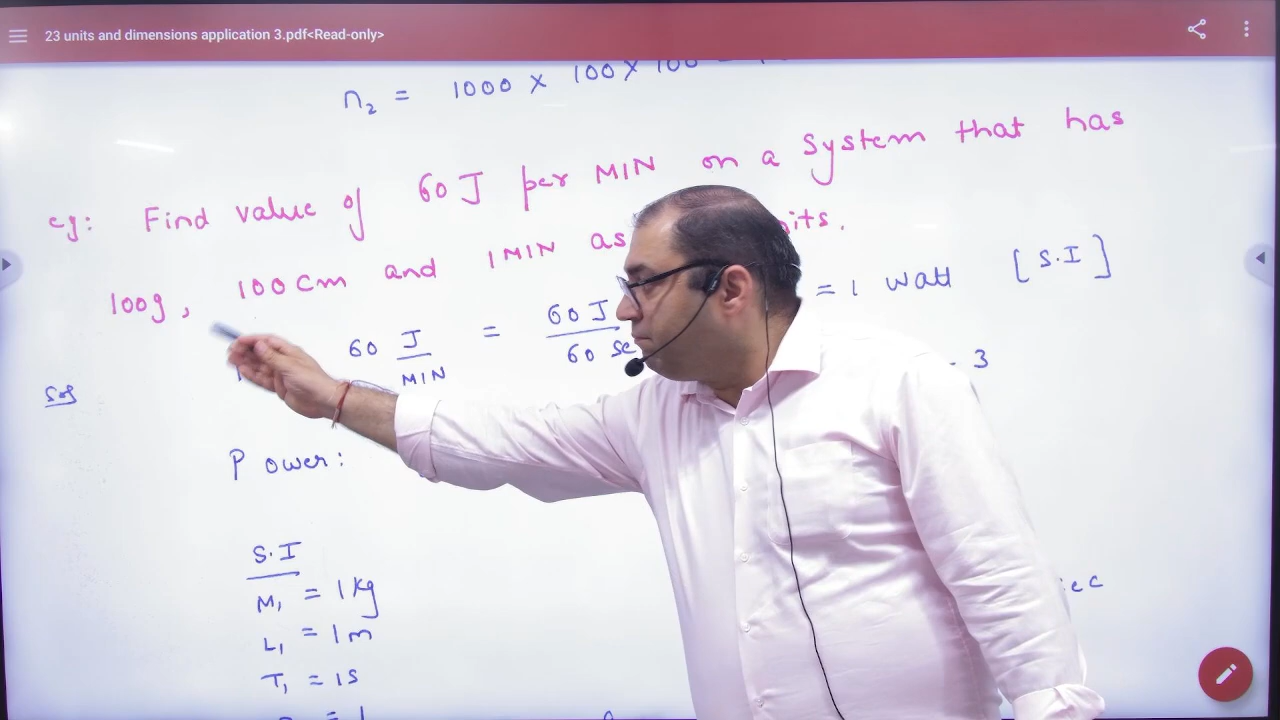 23 units and dimensions application 3.pdf<Read-only>
n₂ = 1000 × 100 × 100
eg: Find value of 60 J per MIN on a system that has
100g, 100 cm and 1 MIN as
60 J/MIN = 60 J/60 = 1 watt [S.I]
- 3
Sol
Power:
S.I
M₁ = 1 kg
L₁ = 1 m
T₁ = 1s
= 1